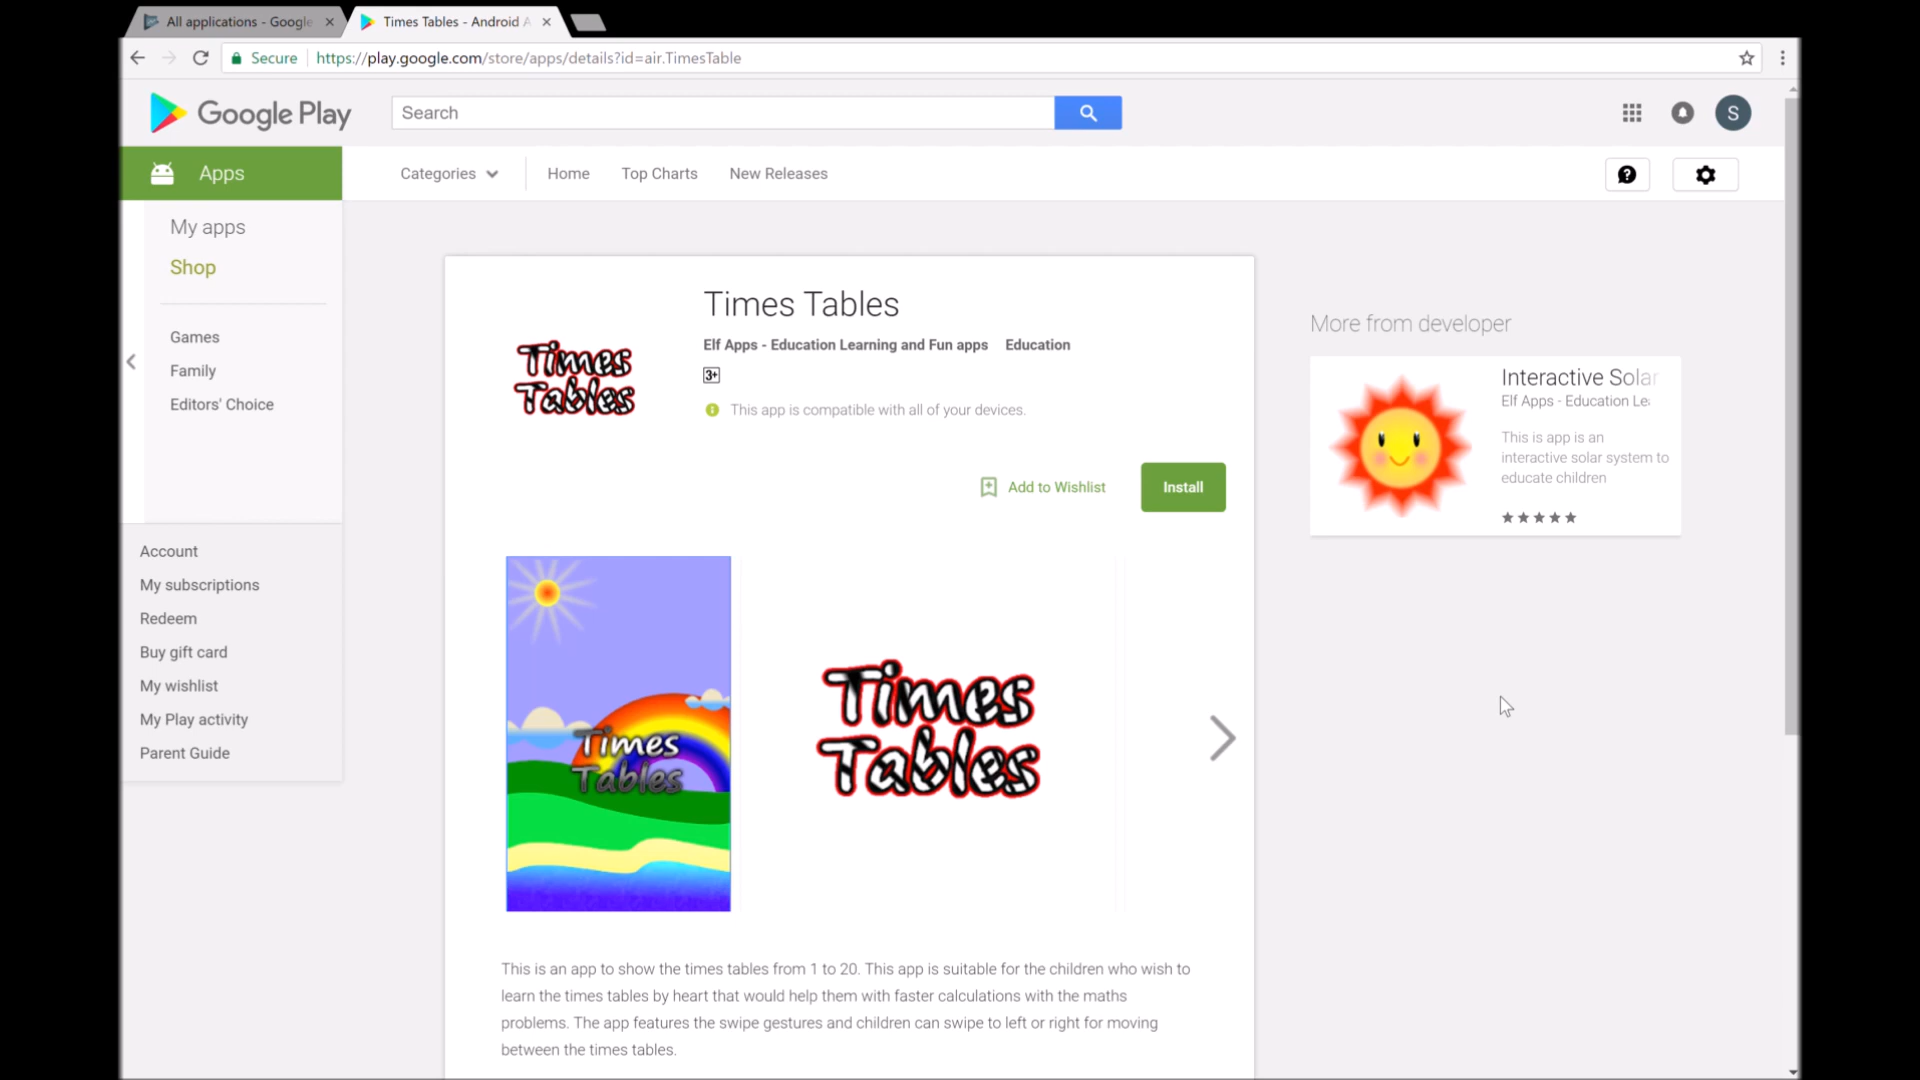 All applications - Google
Times Tables - Android A
Secure
https://play.google.com/store/apps/details?id=air.TimesTable
Google Play
Search
S
Apps
Categories
Home
Top Charts
New Releases
My apps
Shop
Games
Family
Editors' Choice
Account
My subscriptions
Redeem
Buy gift card
My wishlist
My Play activity
Parent Guide
Times
Tables
Times Tables
Elf Apps - Education Learning and Fun apps Education
3+
This app is compatible with all of your devices.
Add to Wishlist
Install
Times
Tables
Times
Tables
This is an app to show the times tables from 1 to 20. This app is suitable for the children who wish to
learn the times tables by heart that would help them with faster calculations with the maths
problems. The app features the swipe gestures and children can swipe to left or right for moving
between the times tables.
More from developer
Interactive Solar
Elf Apps - Education Le
This is app is an
interactive solar system to
educate children